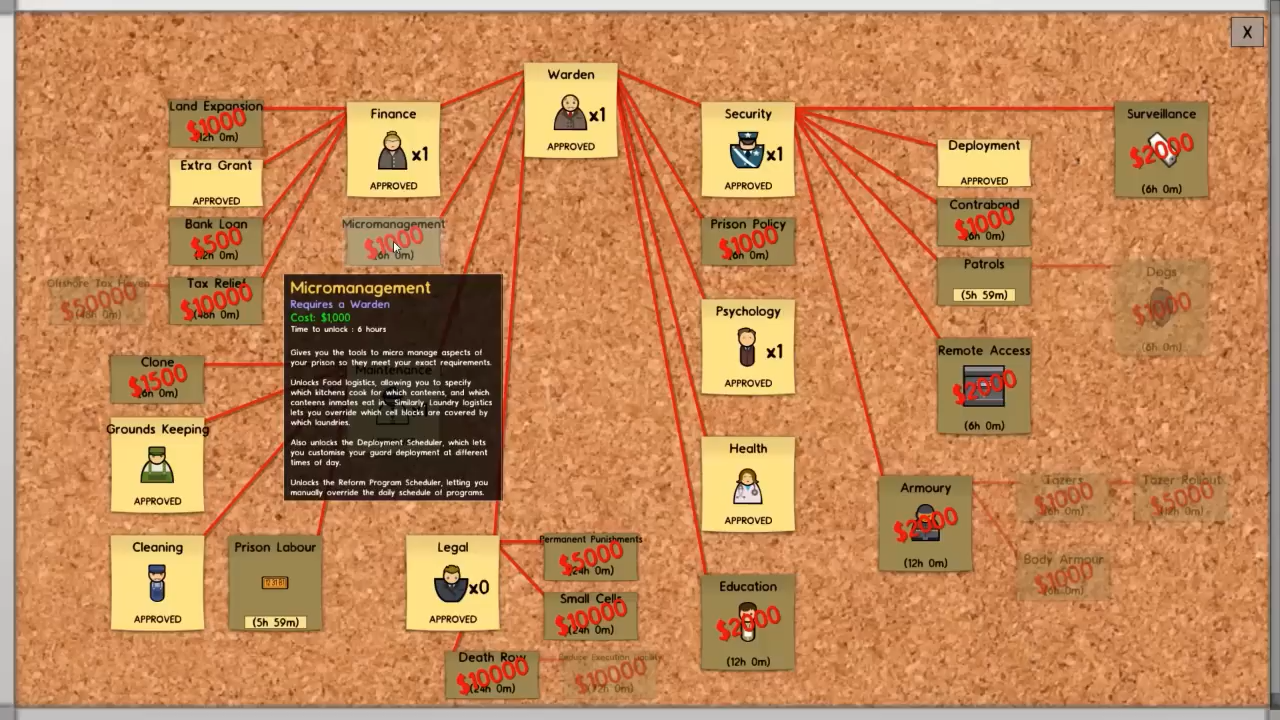 X
Warden
x1
APPROVED
Land Expansion
$1000
(12h 0m)
Finance
x1
APPROVED
Security
x1
APPROVED
Surveillance
$2000
(6h 0m)
Extra Grant
APPROVED
Deployment
APPROVED
Bank Loan
$500
Micromanagement
$1000
(6h 0m)
Prison Policy
$1000
(6h 0m)
Contraband
$1000
(6h 0m)
Offshore Tax Haven
$50000
(48h 0m)
Tax Relief
$10000
(48h 0m)
Patrols
(5h 59m)
Dogs
$1000
(6h 0m)
Micromanagement
Requires a Warden
Cost: $1,000
Time to unlock : 6 hours
Gives you the tools to micro manage aspects of
your prison so they meet your exact requirements.
Unlocks Food logistics, allowing you to specify
which kitchens cook for which canteens, and which
canteens inmates eat in. Similarly, Laundry logistics
lets you override which cell blocks are covered by
which laundries.
Also unlocks the Deployment Scheduler, which lets
you customise your guard deployment at different
times of day.
Unlocks the Reform Program Scheduler, letting you
manually override the daily schedule of programs.
Maintenance
Psychology
x1
APPROVED
Clone
$1500
(6h 0m)
Remote Access
$2000
(6h 0m)
Grounds Keeping
APPROVED
Health
APPROVED
Armoury
$2000
(12h 0m)
Tazers
$1000
(6h 0m)
Tazer Rollout
$5000
Body Armour
$1000
(6h 0m)
Cleaning
APPROVED
Prison Labour
(5h 59m)
Legal
x0
APPROVED
Permanent Punishments
$5000
(24h 0m)
Small Cells
$10000
(24h 0m)
Education
$2000
(12h 0m)
Death Row
$10000
(24h 0m)
Reduce Execution Liability
$10000